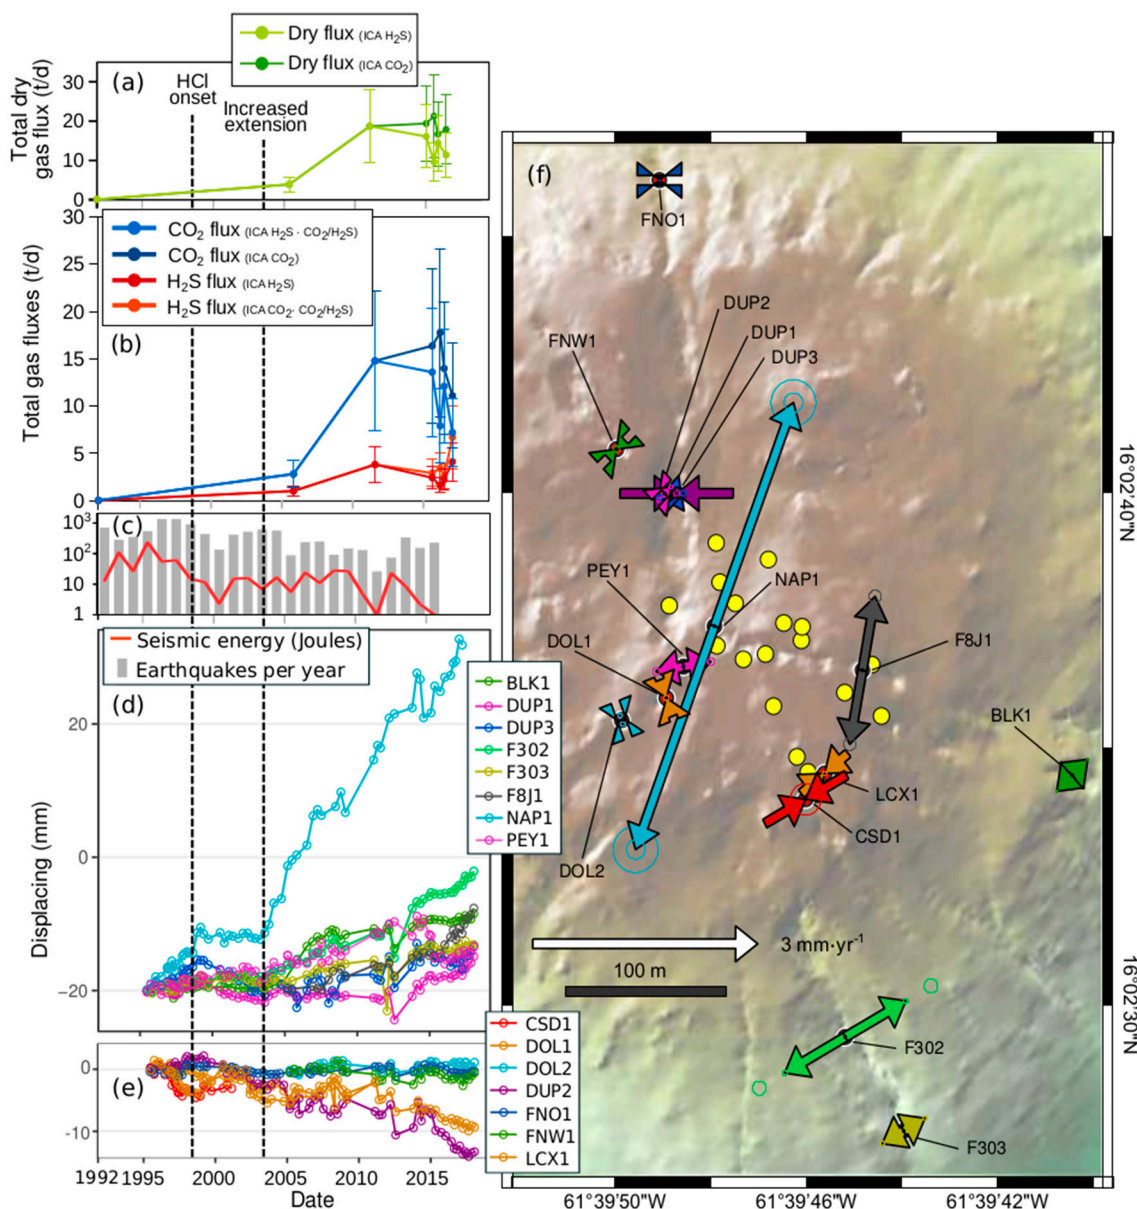 Dry flux (ICA H2S)
Dry flux (ICA CO2)
Total dry
gas flux (t/d)
30
20
10
0
(a)
HCl
onset
Increased
extension
Total gas fluxes (t/d)
30
25
20
15
10
5
0
CO2 flux (ICA H2S · CO2/H2S)
CO2 flux (ICA CO2)
H2S flux (ICA H2S)
H2S flux (ICA CO2· CO2/H2S)
(b)
10³
10²
10
1
(c)
Seismic energy (Joules)
Earthquakes per year
Displacing (mm)
20
0
−20
(d)
BLK1
DUP1
DUP3
F302
F303
F8J1
NAP1
PEY1
0
-10
(e)
CSD1
DOL1
DOL2
DUP2
FNO1
FNW1
LCX1
1992 1995 2000 2005 2010 2015
Date
(f)
FNO1
DUP2
DUP1
DUP3
FNW1
PEY1
NAP1
DOL1
F8J1
BLK1
LCX1
CSD1
DOL2
3 mm·yr-1
100 m
F302
F303
16°02'40"N
16°02'30"N
61°39'50"W 61°39'46"W 61°39'42"W